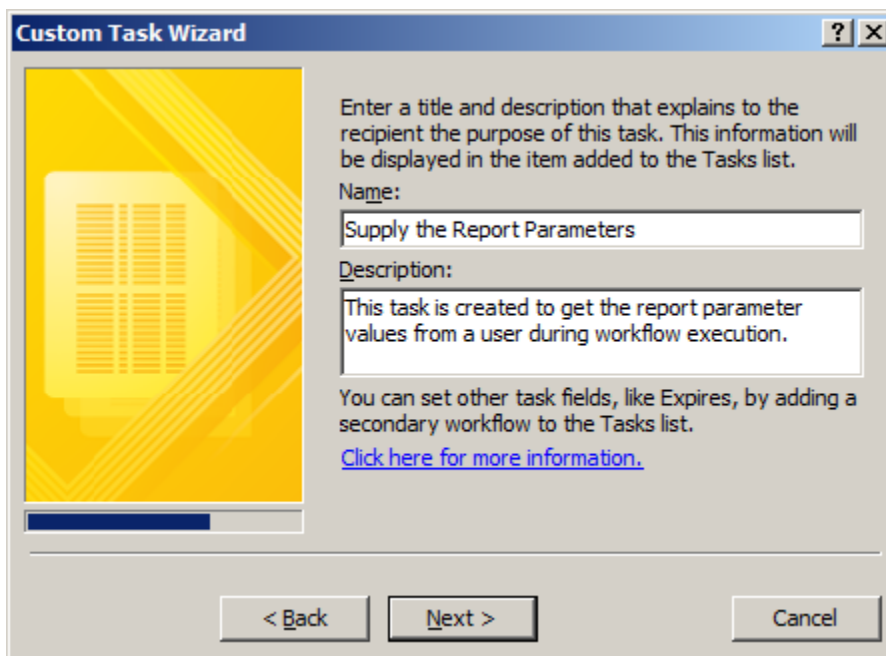 Custom Task Wizard
Enter a title and description that explains to the
recipient the purpose of this task. This information will
be displayed in the item added to the Tasks list.
Name:
Supply the Report Parameters
Description:
This task is created to get the report parameter
values from a user during workflow execution.
You can set other task fields, like Expires, by adding a
secondary workflow to the Tasks list.
Click here for more information.
< Back Next > Cancel